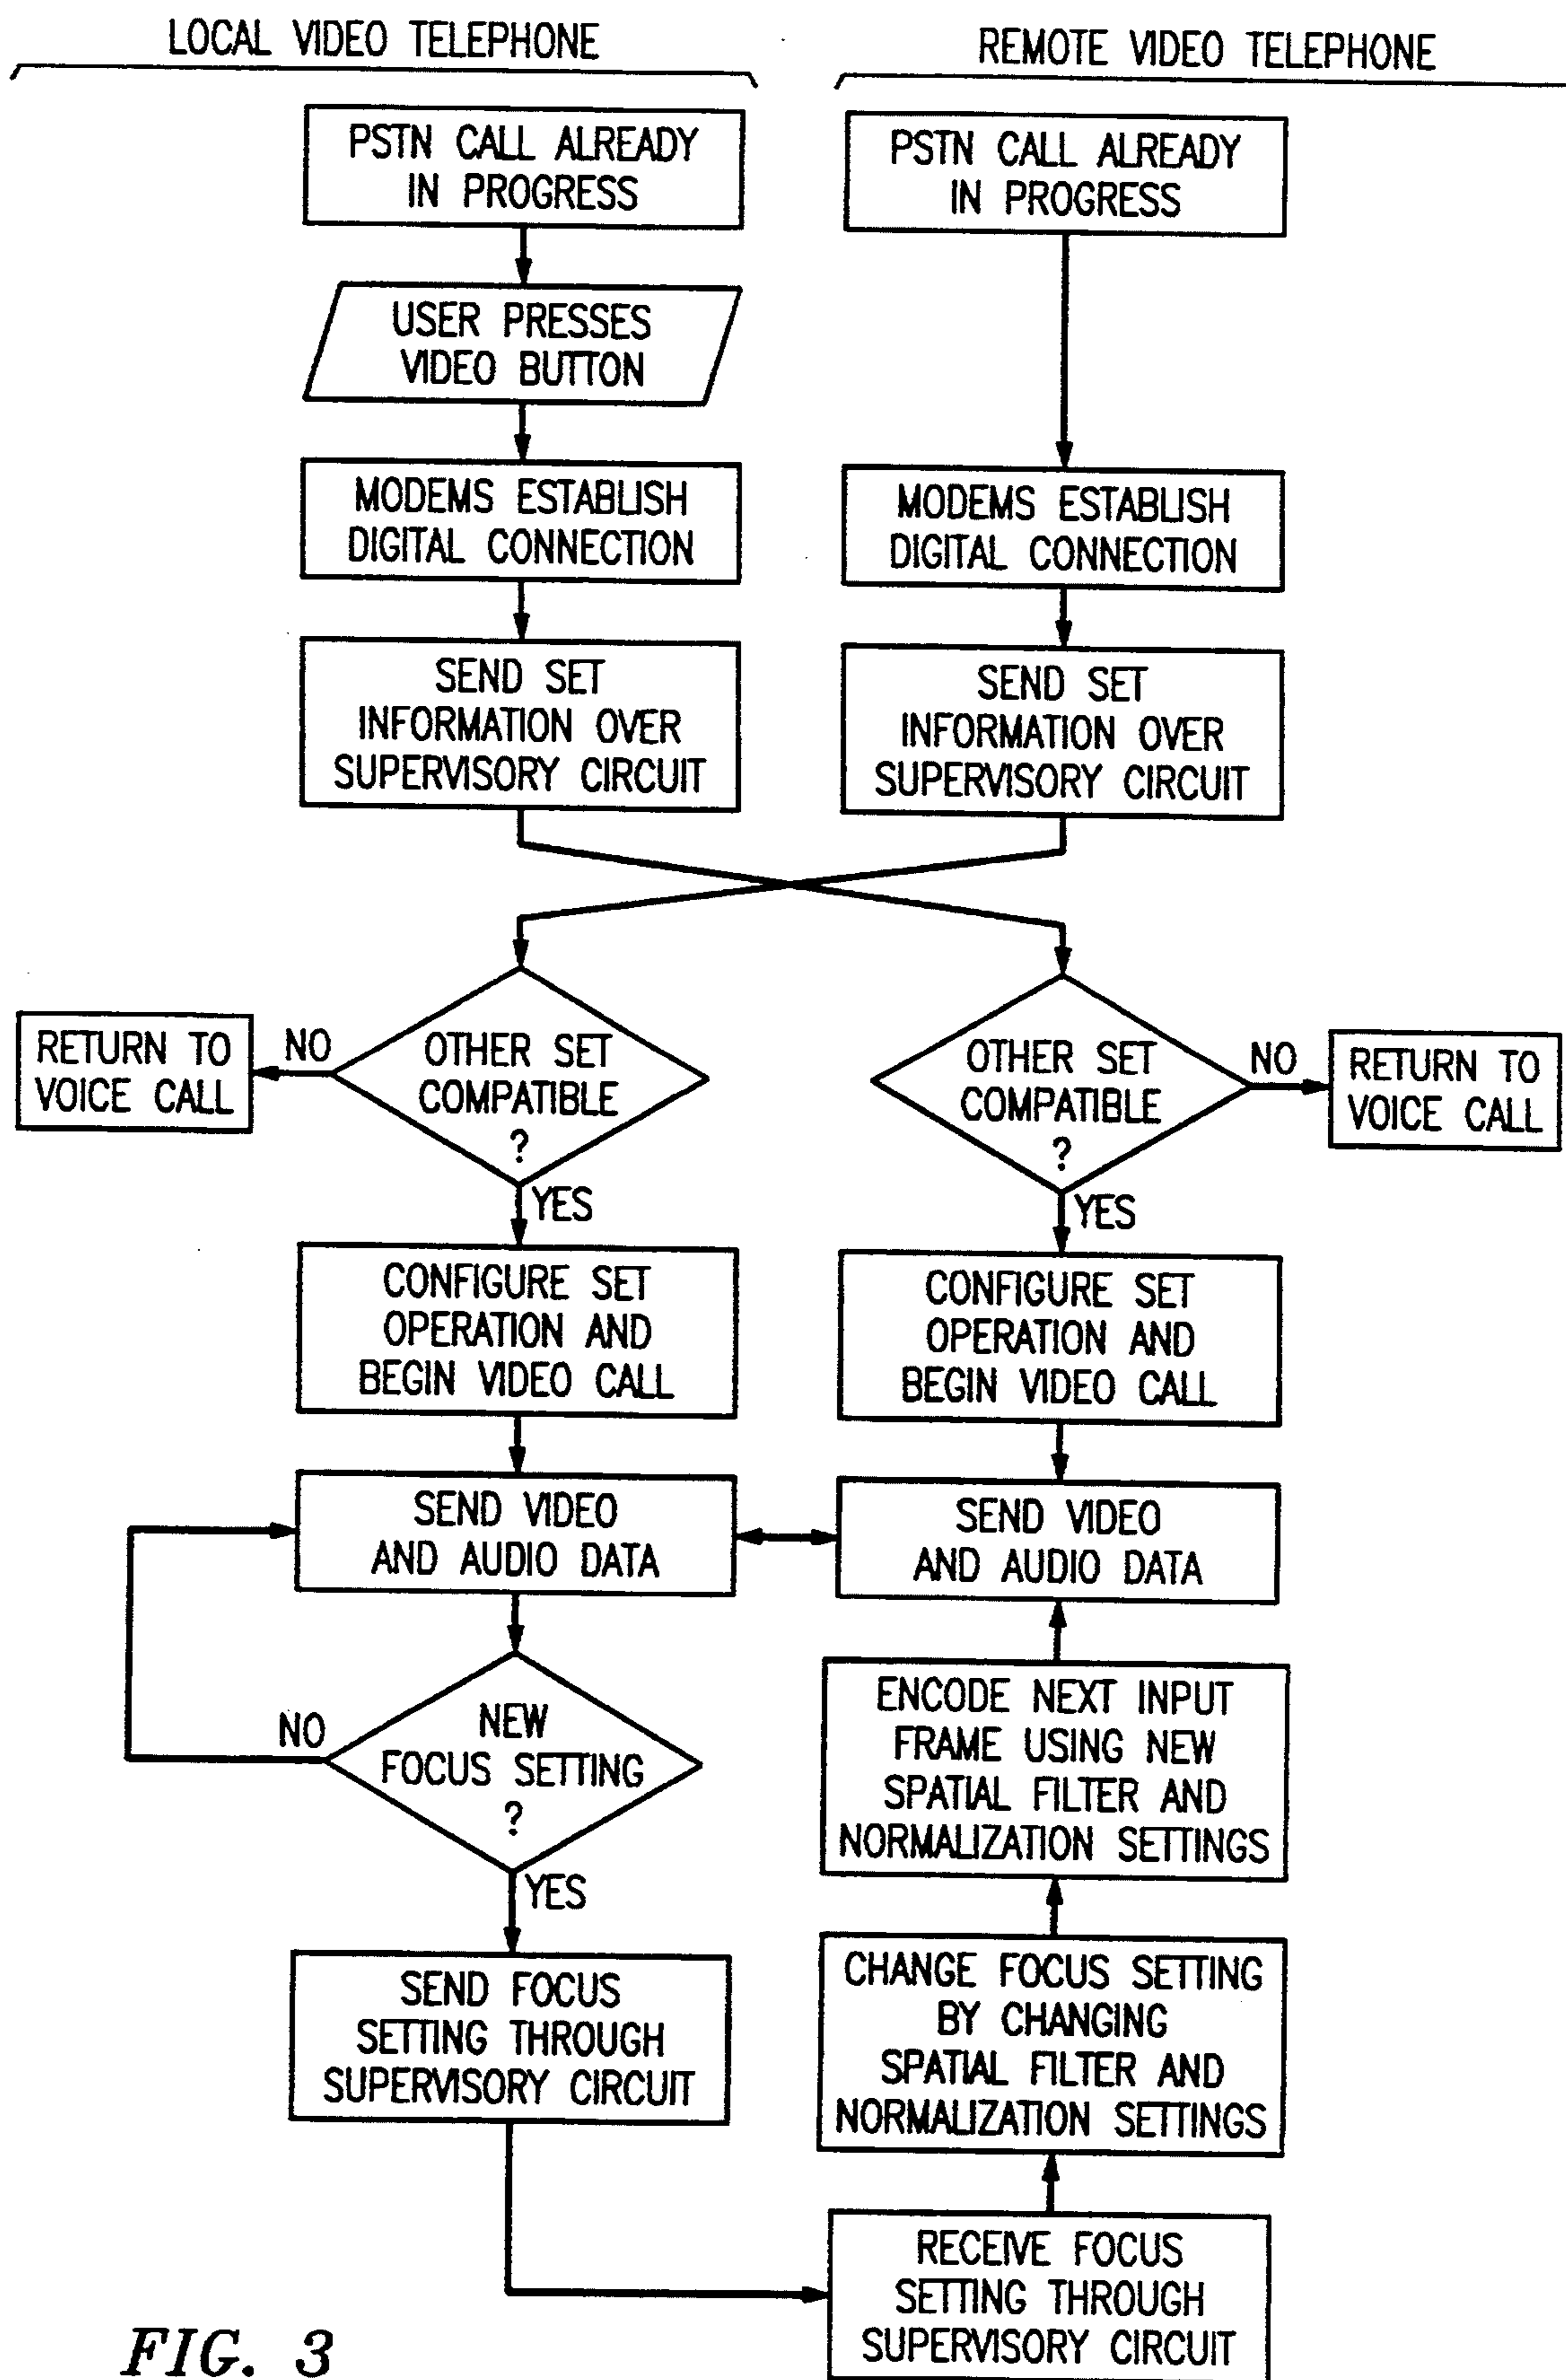 LOCAL VIDEO TELEPHONE
REMOTE VIDEO TELEPHONE
PSTN CALL ALREADY
IN PROGRESS
PSTN CALL ALREADY
IN PROGRESS
USER PRESSES
VIDEO BUTTON
MODEMS ESTABLISH
DIGITAL CONNECTION
MODEMS ESTABLISH
DIGITAL CONNECTION
SEND SET
INFORMATION OVER
SUPERVISORY CIRCUIT
SEND SET
INFORMATION OVER
SUPERVISORY CIRCUIT
RETURN TO
VOICE CALL
NO
OTHER SET
COMPATIBLE
?
YES
OTHER SET
COMPATIBLE
?
YES
NO
RETURN TO
VOICE CALL
CONFIGURE SET
OPERATION AND
BEGIN VIDEO CALL
CONFIGURE SET
OPERATION AND
BEGIN VIDEO CALL
SEND VIDEO
AND AUDIO DATA
SEND VIDEO
AND AUDIO DATA
NO
NEW
FOCUS SETTING
?
YES
ENCODE NEXT INPUT
FRAME USING NEW
SPATIAL FILTER AND
NORMALIZATION SETTINGS
SEND FOCUS
SETTING THROUGH
SUPERVISORY CIRCUIT
CHANGE FOCUS SETTING
BY CHANGING
SPATIAL FILTER AND
NORMALIZATION SETTINGS
RECEIVE FOCUS
SETTING THROUGH
SUPERVISORY CIRCUIT
FIG. 3